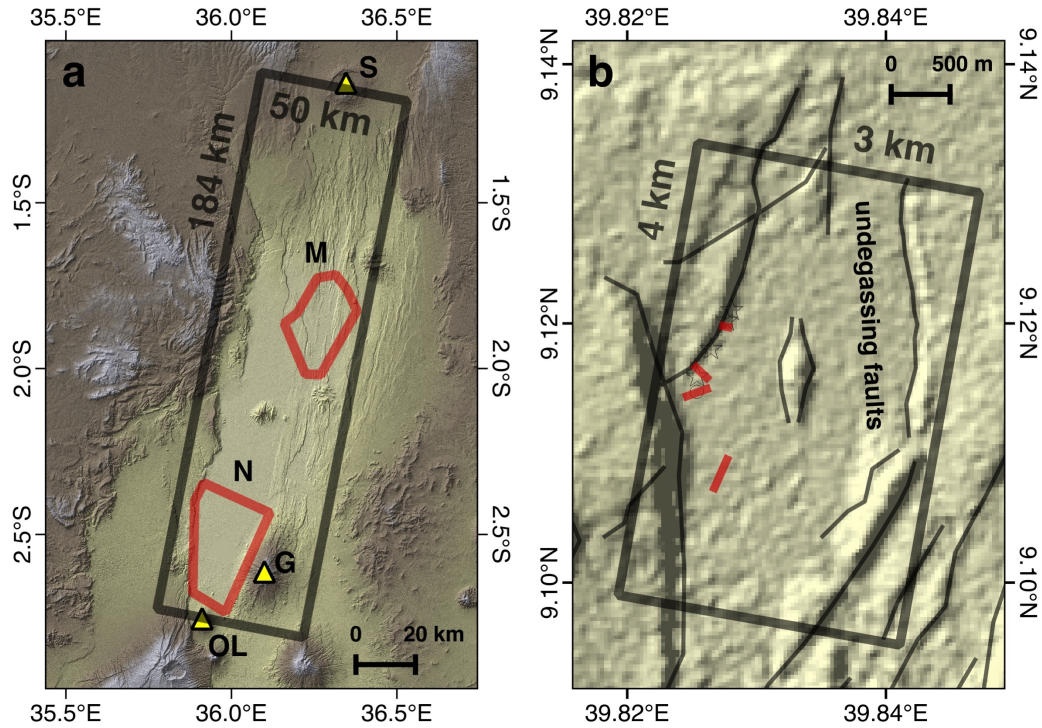 35.5°E 36.0°E 36.5°E
39.82°E 39.84°E
a
S
50 km
184 km
M
N
G
OL
0 20 km
1.5°S
2.0°S
2.5°S
1.5°S
2.0°S
2.5°S
35.5°E 36.0°E 36.5°E
b
0 500 m
3 km
4 km
undegassing faults
9.14°N
9.12°N
9.10°N
9.14°N
9.12°N
9.10°N
39.82°E 39.84°E